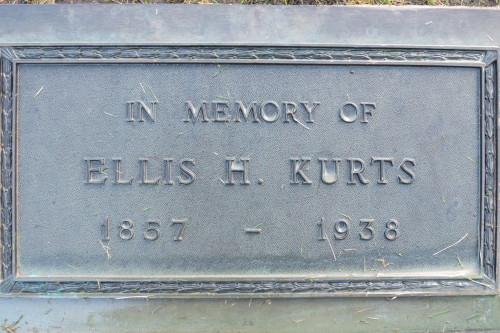 IN MEMORY OF
ELLIS H. KURTS
1857 - 1938